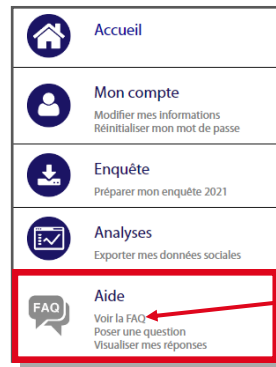 Accueil
Mon compte
Modifier mes informations
Réinitialiser mon mot de passe
Enquête
Préparer mon enquête 2021
Analyses
Exporter mes données sociales
FAQ
Aide
Voir la FAQ
Poser une question
Visualiser mes réponses